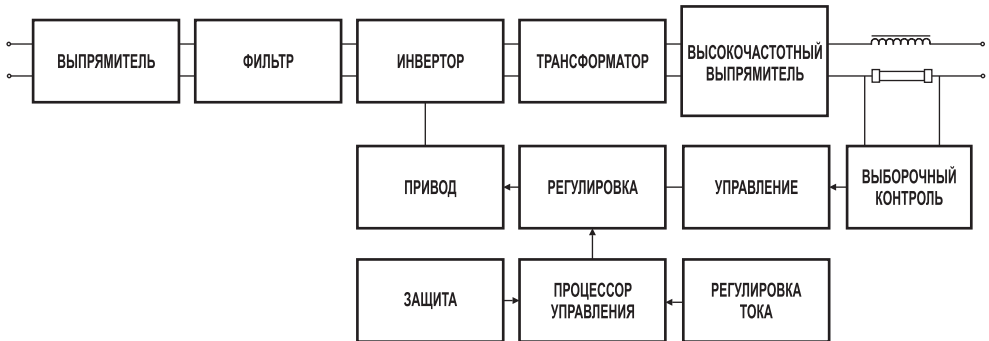 ВЫПРЯМИТЕЛЬ
ФИЛЬТР
ИНВЕРТОР
ТРАНСФОРМАТОР
ВЫСОКОЧАСТОТНЫЙ
ВЫПРЯМИТЕЛЬ
ПРИВОД
РЕГУЛИРОВКА
УПРАВЛЕНИЕ
ВЫБОРОЧНЫЙ
КОНТРОЛЬ
ЗАЩИТА
ПРОЦЕССОР
УПРАВЛЕНИЯ
РЕГУЛИРОВКА
ТОКА